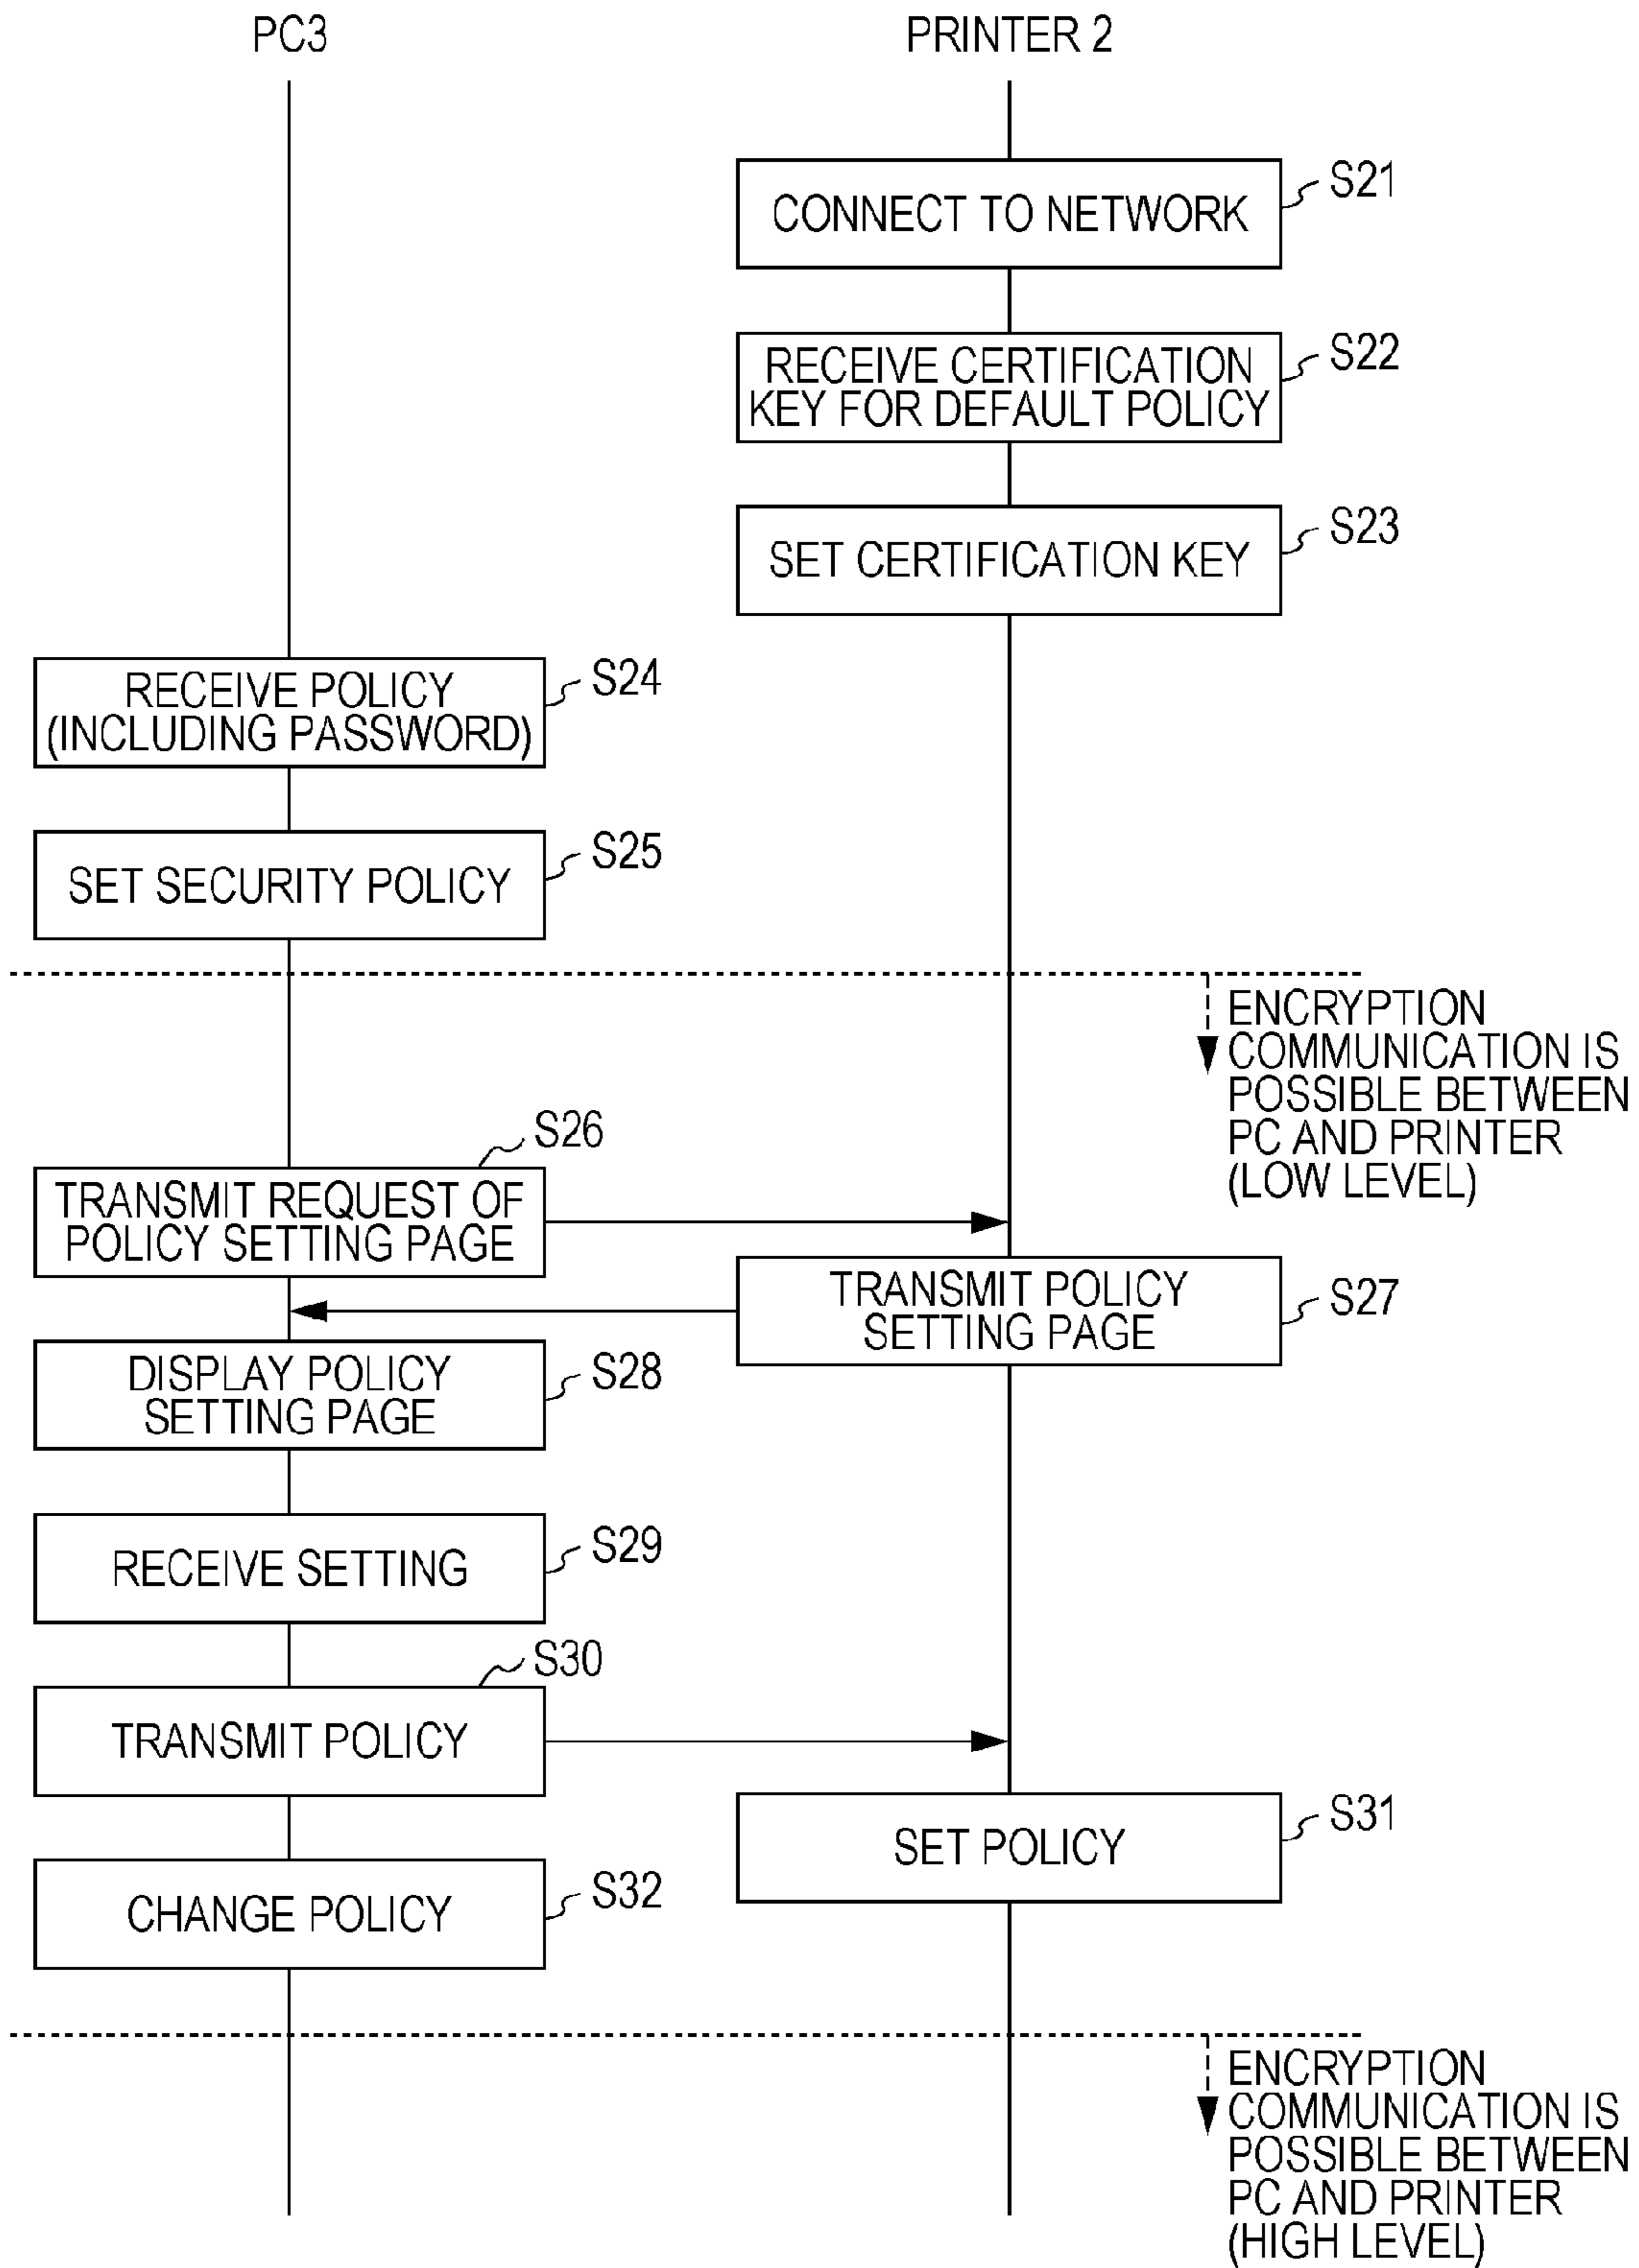 PC3
PRINTER 2
CONNECT TO NETWORK
S21
RECEIVE CERTIFICATION
KEY FOR DEFAULT POLICY
S22
SET CERTIFICATION KEY
S23
RECEIVE POLICY
(INCLUDING PASSWORD)
S24
SET SECURITY POLICY
S25
ENCRYPTION
COMMUNICATION IS
POSSIBLE BETWEEN
PC AND PRINTER
(LOW LEVEL)
S26
TRANSMIT REQUEST OF
POLICY SETTING PAGE
TRANSMIT POLICY
SETTING PAGE
S27
DISPLAY POLICY
SETTING PAGE
S28
RECEIVE SETTING
S29
S30
TRANSMIT POLICY
SET POLICY
S31
CHANGE POLICY
S32
ENCRYPTION
COMMUNICATION IS
POSSIBLE BETWEEN
PC AND PRINTER
(HIGH LEVEL)